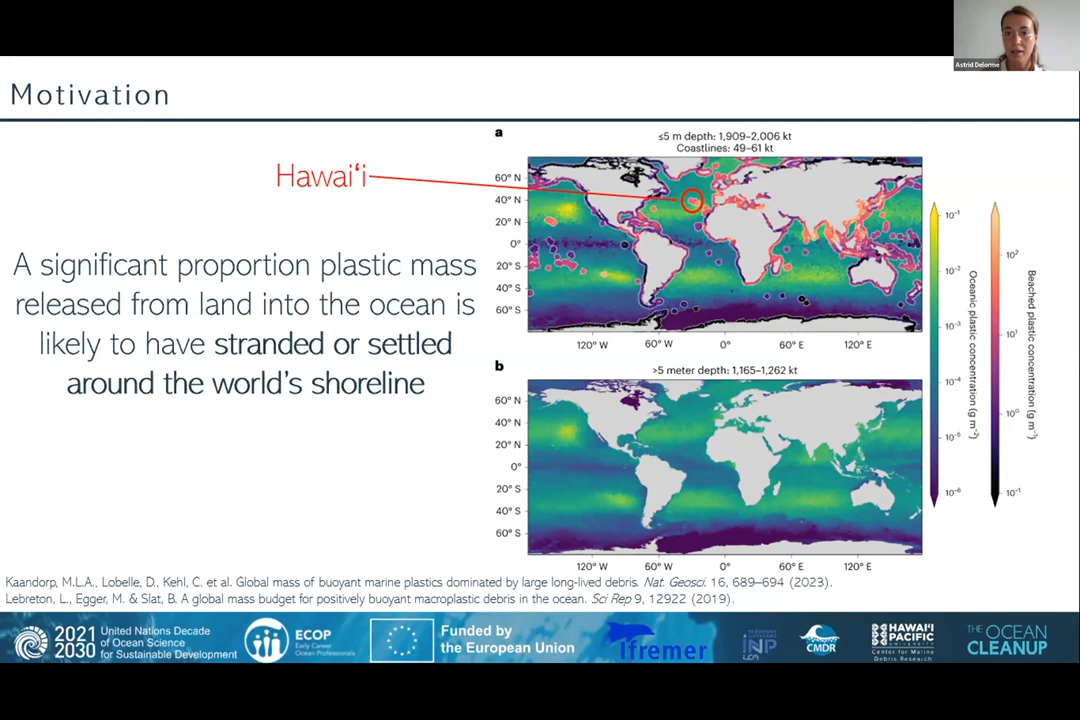 Astrid Delorme
Motivation
Hawaiʻi
A significant proportion plastic mass
released from land into the ocean is
likely to have stranded or settled
around the world's shoreline
a
≤5 m depth: 1,909–2,006 kt
Coastlines: 49–61 kt
60° N
40° N
20° N
0°
20° S
40° S
60° S
120° W 60° W 0° 60° E 120° E
b
>5 meter depth: 1,165–1,262 kt
60° N
40° N
20° N
0°
20° S
40° S
60° S
120° W 60° W 0° 60° E 120° E
10⁻¹
10⁻²
10⁻³
10⁻⁴
10⁻⁵
10⁻⁶
Oceanic plastic concentration (g m⁻²)
10²
10¹
10⁰
10⁻¹
Beached plastic concentration (g m⁻¹)
Kaandorp, M.L.A., Lobelle, D., Kehl, C. et al. Global mass of buoyant marine plastics dominated by large long-lived debris. Nat. Geosci. 16, 689–694 (2023).
Lebreton, L., Egger, M. & Slat, B. A global mass budget for positively buoyant macroplastic debris in the ocean. Sci Rep 9, 12922 (2019).
2021
2030
United Nations Decade
of Ocean Science
for Sustainable Development
ECOP
Early Career
Ocean Professionals
Funded by
the European Union
Ifremer
INP
CMDR
HAWAIʻI
PACIFIC
UNIVERSITY
Center for Marine
Debris Research
THE OCEAN
CLEANUP